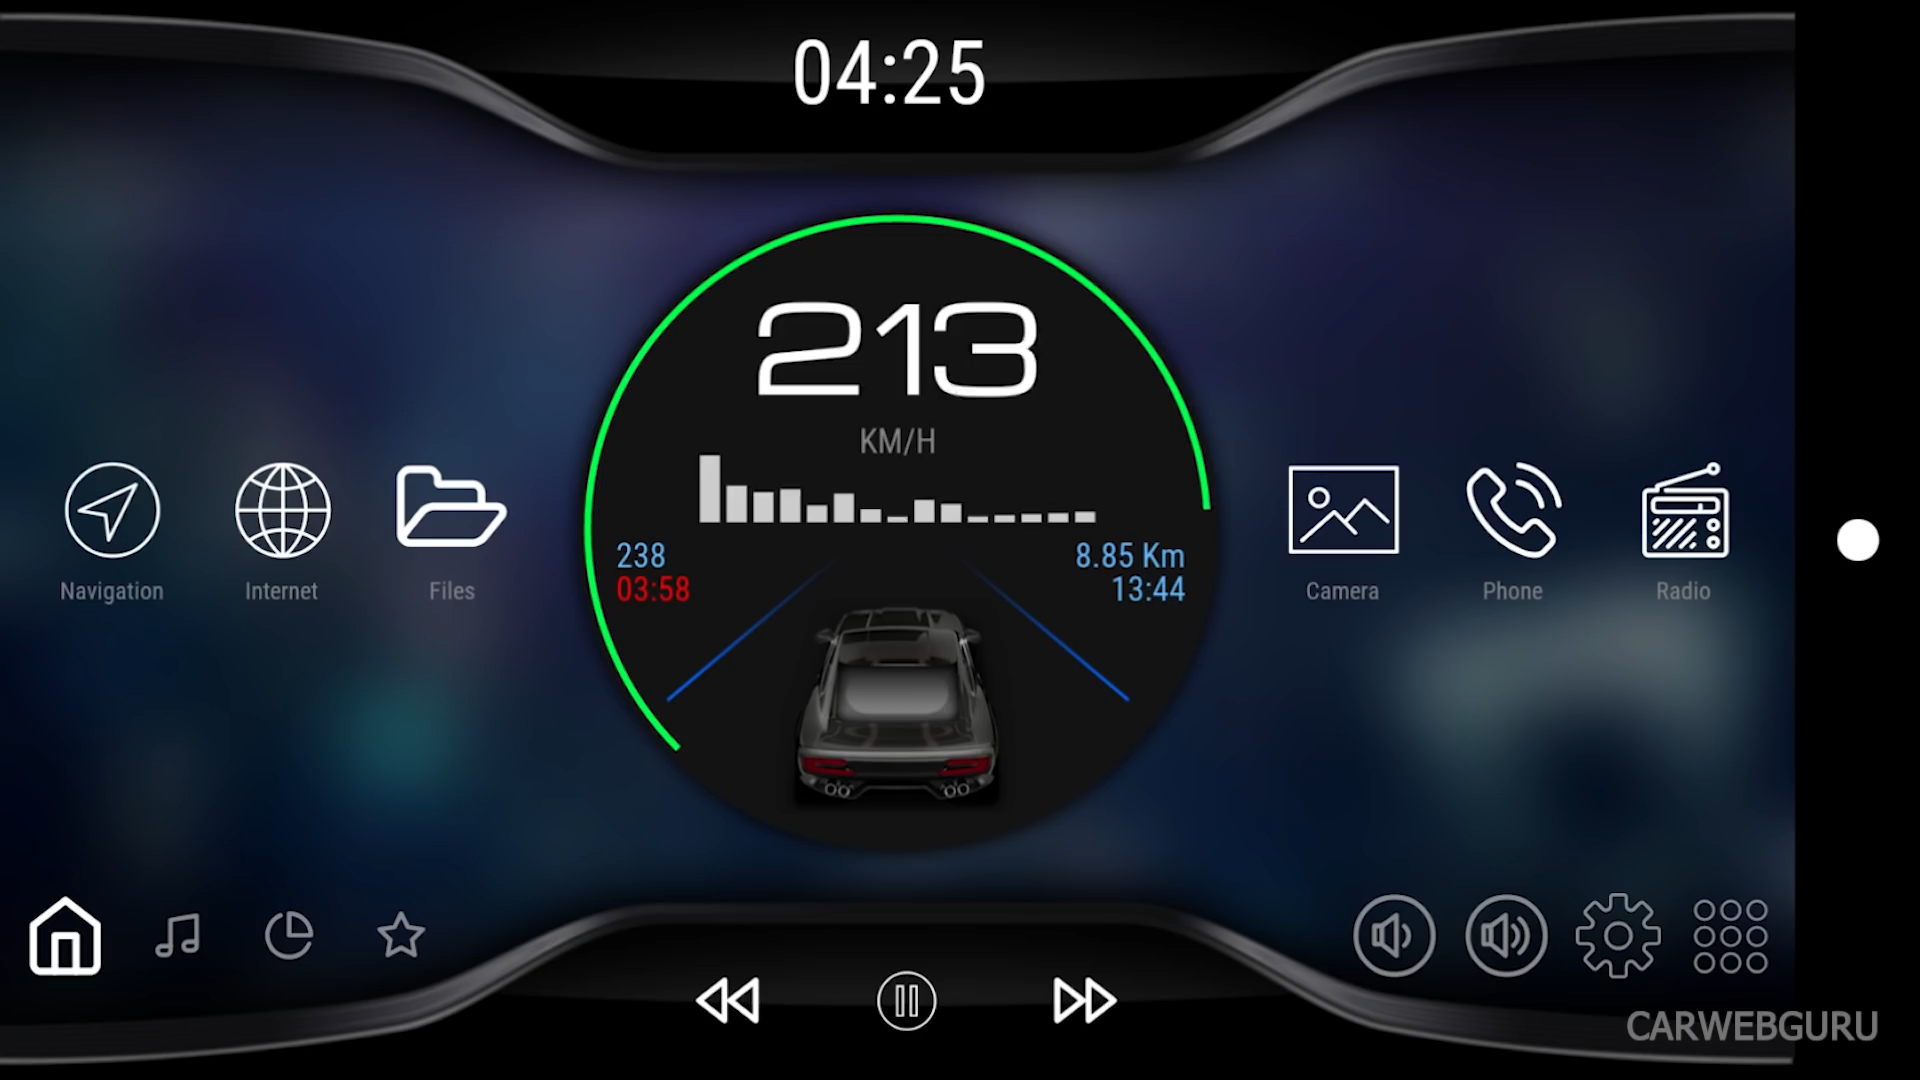 04:25
213
KM/H
238
03:58
8.85 Km
13:44
Navigation
Internet
Files
Camera
Phone
Radio
CARWEBGURU